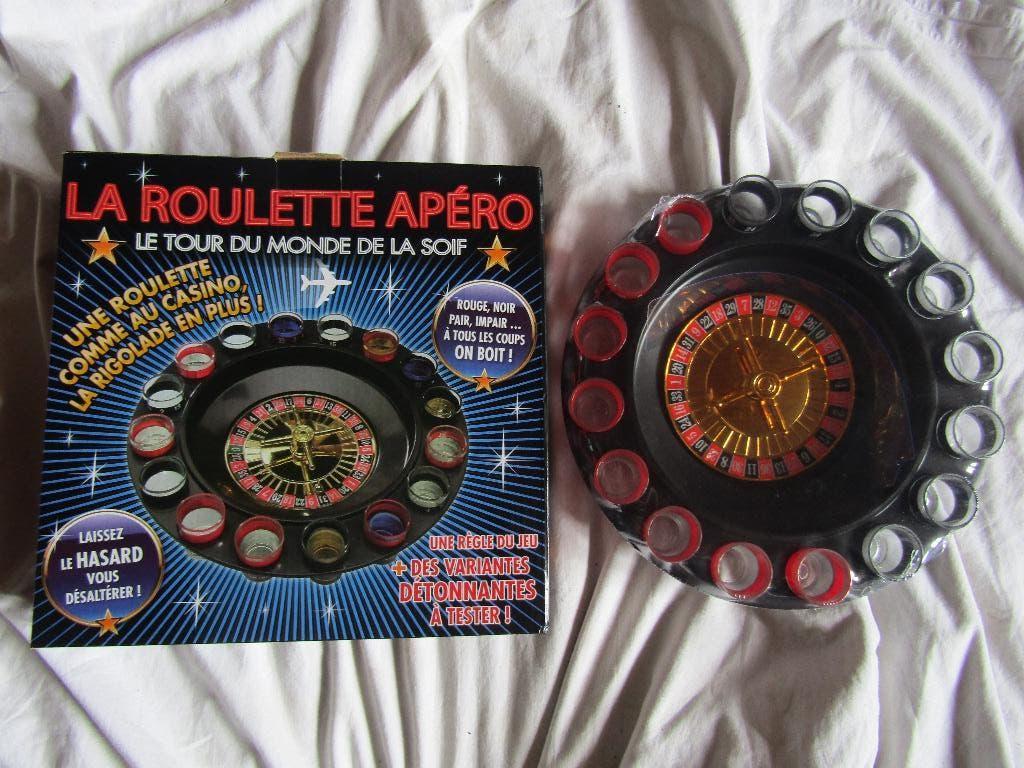 LA ROULETTE APÉRO
LE TOUR DU MONDE DE LA SOIF
UNE ROULETTE
COMME AU CASINO,
LA RIGOLADE EN PLUS !
ROUGE, NOIR
PAIR, IMPAIR ...
À TOUS LES COUPS
ON BOIT !
LAISSEZ
LE HASARD
VOUS
DÉSALTÉRER !
UNE RÈGLE DU JEU
+ DES VARIANTES
DÉTONNANTES
À TESTER !